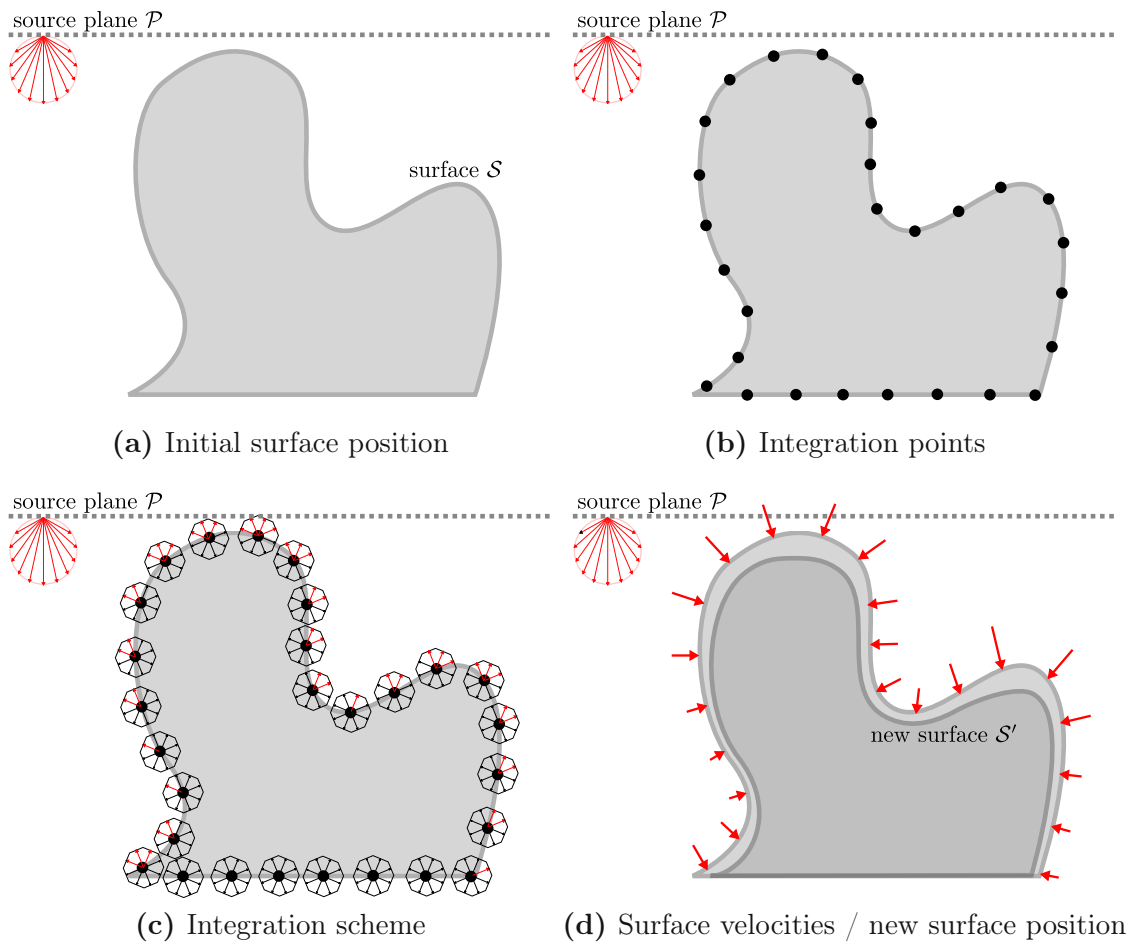 source plane 𝒫
source plane 𝒫
surface 𝒮
(a) Initial surface position
(b) Integration points
source plane 𝒫
source plane 𝒫
new surface 𝒮′
(c) Integration scheme
(d) Surface velocities / new surface position